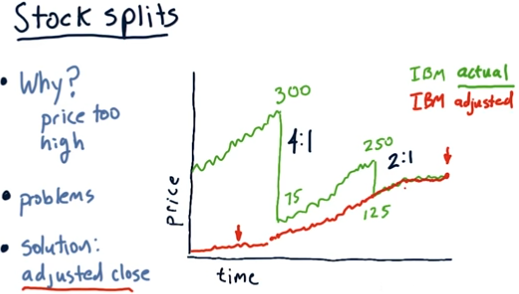 Stock splits
• Why?
price too
high
• problems
• solution:
adjusted close
IBM actual
IBM adjusted
300
4:1
250
2:1
75
125
price
time